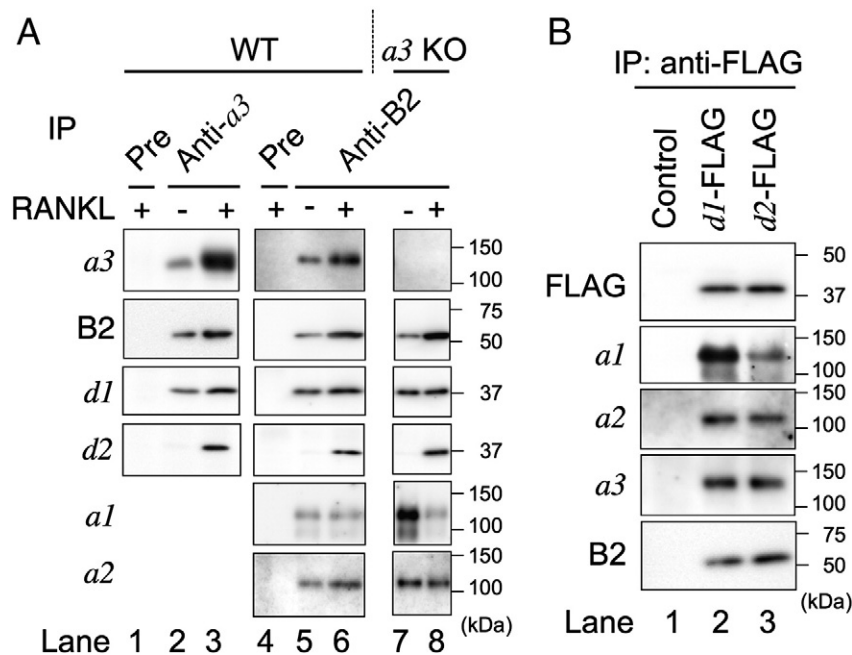 A
WT
a3 KO
IP
Pre
Anti-a3
Pre
Anti-B2
RANKL
+ - + + - + - +
a3
150
100
B2
75
50
d1
37
d2
37
a1
150
100
a2
150
100
(kDa)
Lane 1 2 3 4 5 6 7 8
B
IP: anti-FLAG
Control
d1-FLAG
d2-FLAG
FLAG
50
37
a1
150
100
a2
150
100
a3
150
100
B2
75
50
(kDa)
Lane 1 2 3